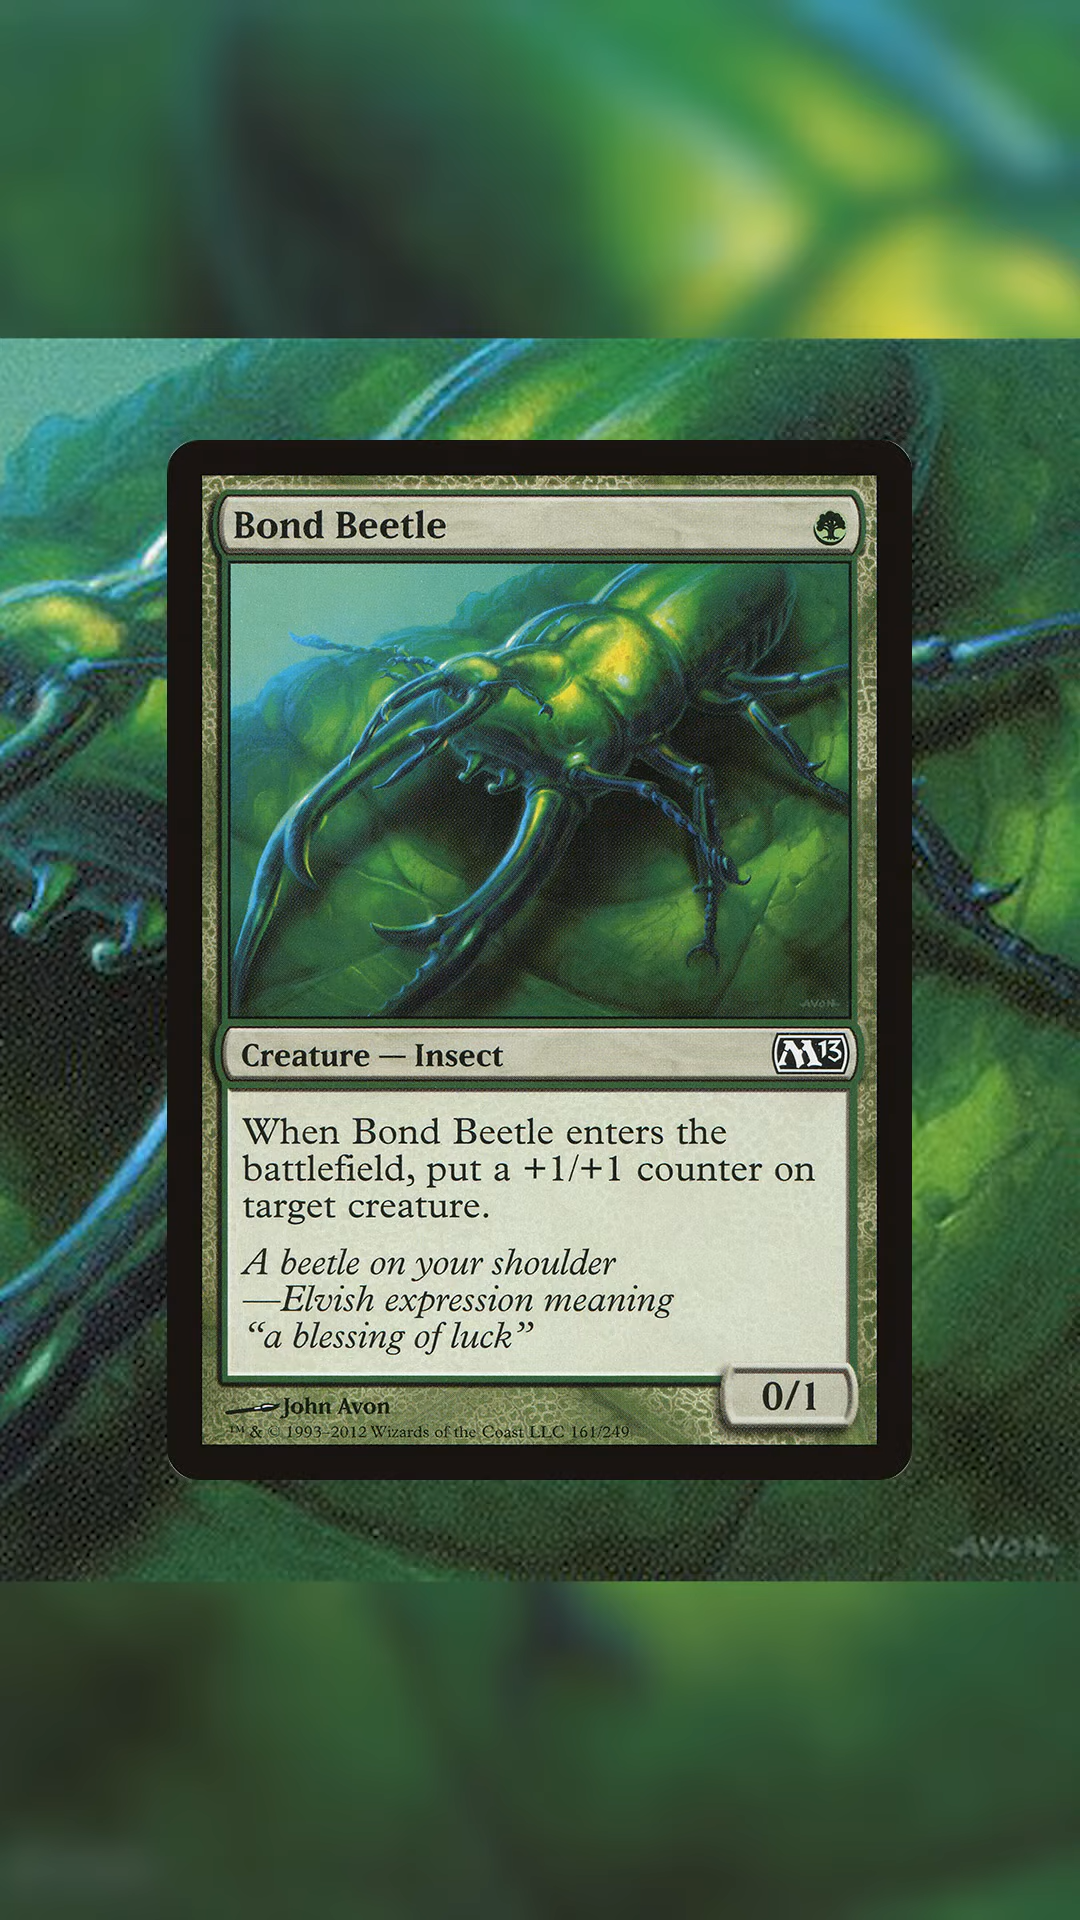 Bond Beetle
AVON
Creature — Insect
M13
When Bond Beetle enters the
battlefield, put a +1/+1 counter on
target creature.
A beetle on your shoulder
—Elvish expression meaning
“a blessing of luck”
0/1
John Avon
™ & © 1993–2012 Wizards of the Coast LLC 161/249
AVON